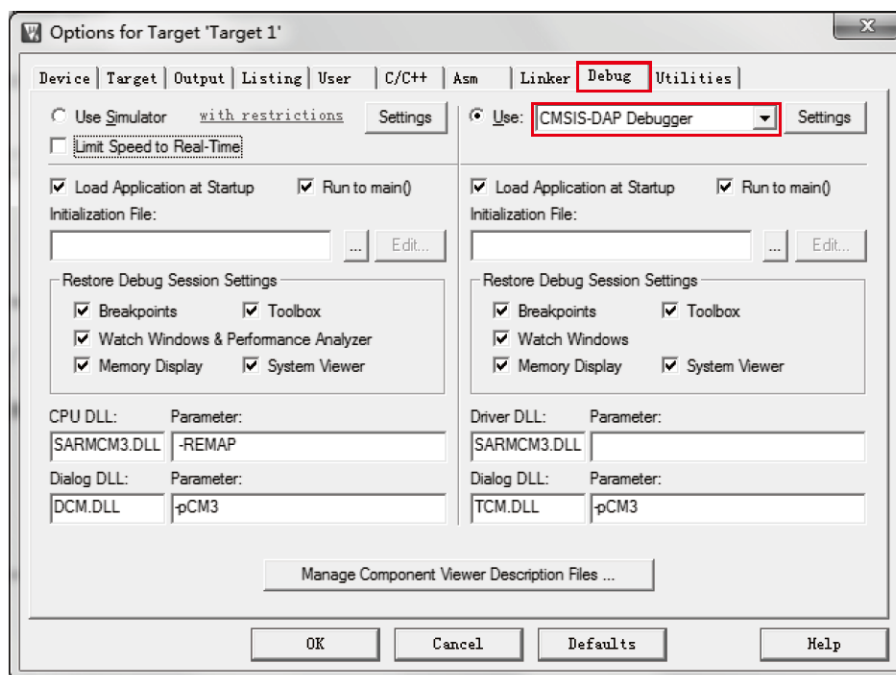 Options for Target 'Target 1'
X
Device Target Output Listing User C/C++ Asm Linker Debug Utilities
Use Simulator with restrictions Settings Use: CMSIS-DAP Debugger Settings
Limit Speed to Real-Time
Load Application at Startup Run to main() Load Application at Startup Run to main()
Initialization File: Initialization File:
... Edit... ... Edit...
Restore Debug Session Settings Restore Debug Session Settings
Breakpoints Toolbox Breakpoints Toolbox
Watch Windows & Performance Analyzer Watch Windows
Memory Display System Viewer Memory Display System Viewer
CPU DLL: Parameter: Driver DLL: Parameter:
SARMCM3.DLL -REMAP SARMCM3.DLL
Dialog DLL: Parameter: Dialog DLL: Parameter:
DCM.DLL -pCM3 TCM.DLL -pCM3
Manage Component Viewer Description Files ...
OK Cancel Defaults Help